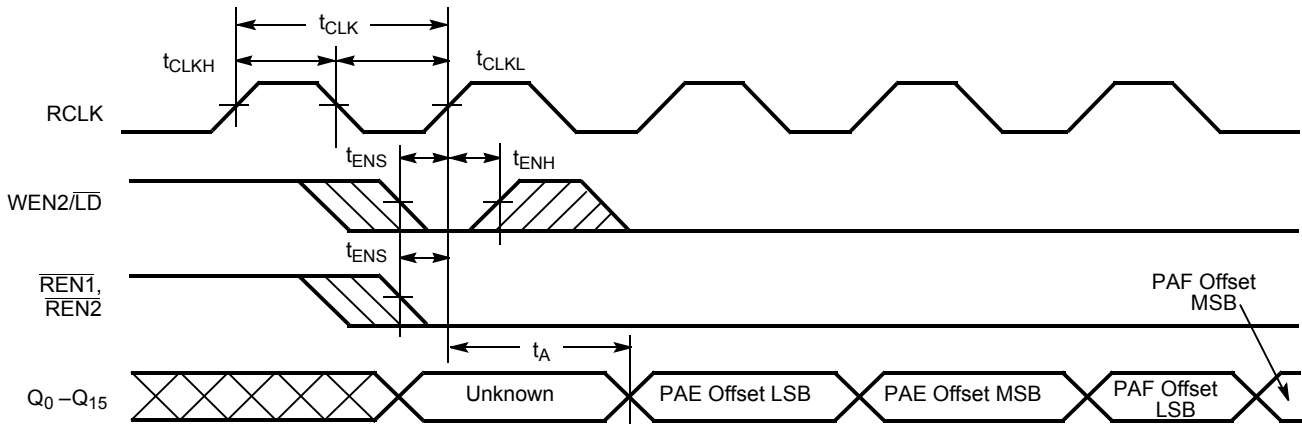 tCLK
tCLKH
tCLKL
RCLK
tENS
tENH
WEN2/LD
tENS
REN1,
REN2
PAF Offset
MSB
tA
Q0 –Q15
Unknown
PAE Offset LSB
PAE Offset MSB
PAF Offset
LSB